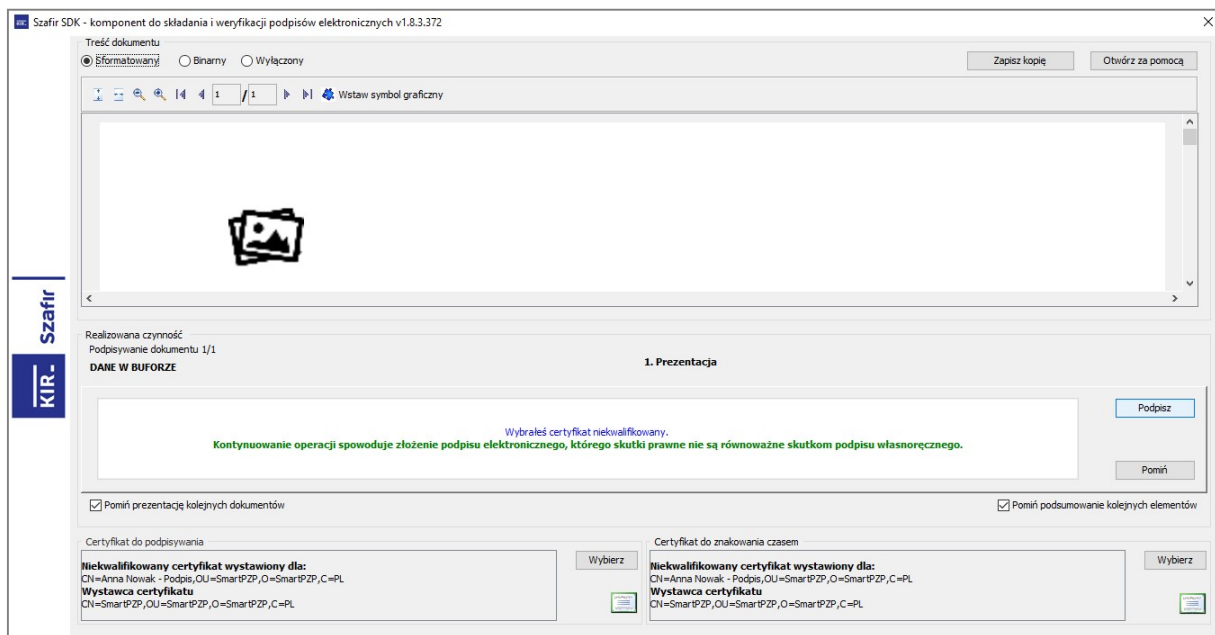 Szafir SDK - komponent do składania i weryfikacji podpisów elektronicznych v1.8.3.372
Treść dokumentu
Sformatowany Binarny Wyłączony Zapisz kopię Otwórz za pomocą
1 / 1 Wstaw symbol graficzny
KIR Szafir
Realizowana czynność
Podpisywanie dokumentu 1/1
DANE W BUFORZE
1. Prezentacja
Wybrałeś certyfikat niekwalifikowany.
Kontynuowanie operacji spowoduje złożenie podpisu elektronicznego, którego skutki prawne nie są równoważne skutkom podpisu własnoręcznego.
Podpisz
Pomiń
Pomiń prezentację kolejnych dokumentów
Pomiń podsumowanie kolejnych elementów
Certyfikat do podpisywania
Niekwalifikowany certyfikat wystawiony dla:
CN=Anna Nowak - Podpis,OU=SmartPZP,O=SmartPZP,C=PL
Wystawca certyfikatu
CN=SmartPZP,OU=SmartPZP,O=SmartPZP,C=PL
Wybierz
Certyfikat do znakowania czasem
Niekwalifikowany certyfikat wystawiony dla:
CN=Anna Nowak - Podpis,OU=SmartPZP,O=SmartPZP,C=PL
Wystawca certyfikatu
CN=SmartPZP,OU=SmartPZP,O=SmartPZP,C=PL
Wybierz